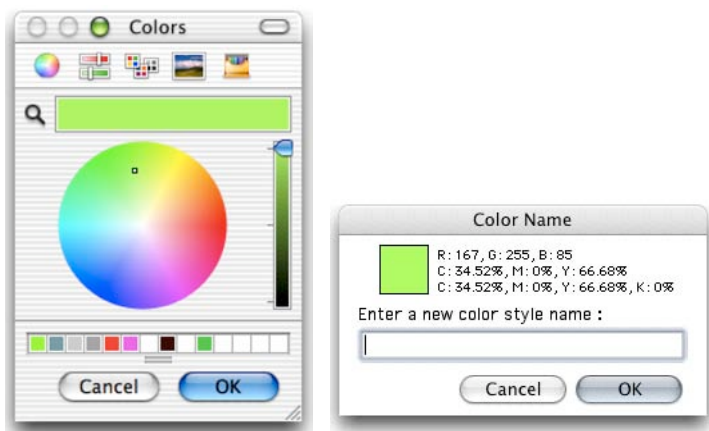 Colors
Cancel
OK
Color Name
R: 167, G: 255, B: 85
C: 34.52%, M: 0%, Y: 66.68%
C: 34.52%, M: 0%, Y: 66.68%, K: 0%
Enter a new color style name :
Cancel
OK